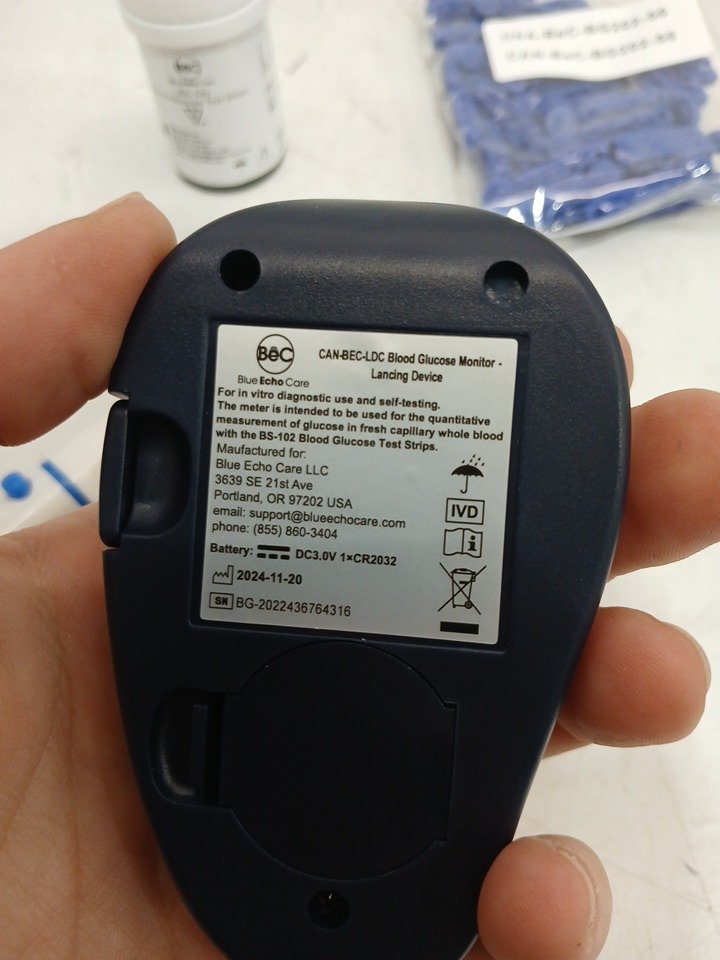 BeC
BeC
Blue Echo Care
CAN-BEC-LDC Blood Glucose Monitor -
Lancing Device
For in vitro diagnostic use and self-testing.
The meter is intended to be used for the quantitative
measurement of glucose in fresh capillary whole blood
with the BS-102 Blood Glucose Test Strips.
Maufactured for:
Blue Echo Care LLC
3639 SE 21st Ave
Portland, OR 97202 USA
email: support@blueechocare.com
phone: (855) 860-3404
IVD
i
Battery: DC3.0V 1×CR2032
2024-11-20
SN BG-2022436764316